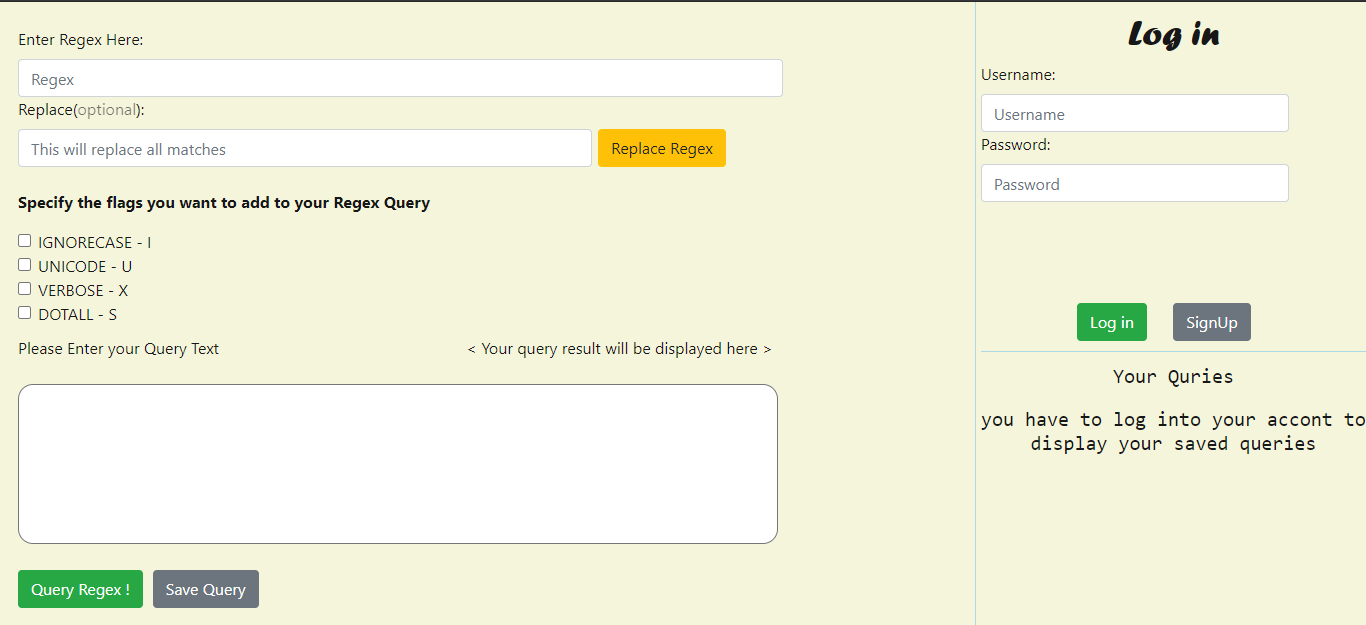 Enter Regex Here:
Regex
Replace(optional):
This will replace all matches
Replace Regex
Specify the flags you want to add to your Regex Query
IGNORECASE - I
UNICODE - U
VERBOSE - X
DOTALL - S
Please Enter your Query Text
< Your query result will be displayed here >
Query Regex !
Save Query
Log in
Username:
Username
Password:
Password
Log in
SignUp
Your Quries
you have to log into your accont to
display your saved queries